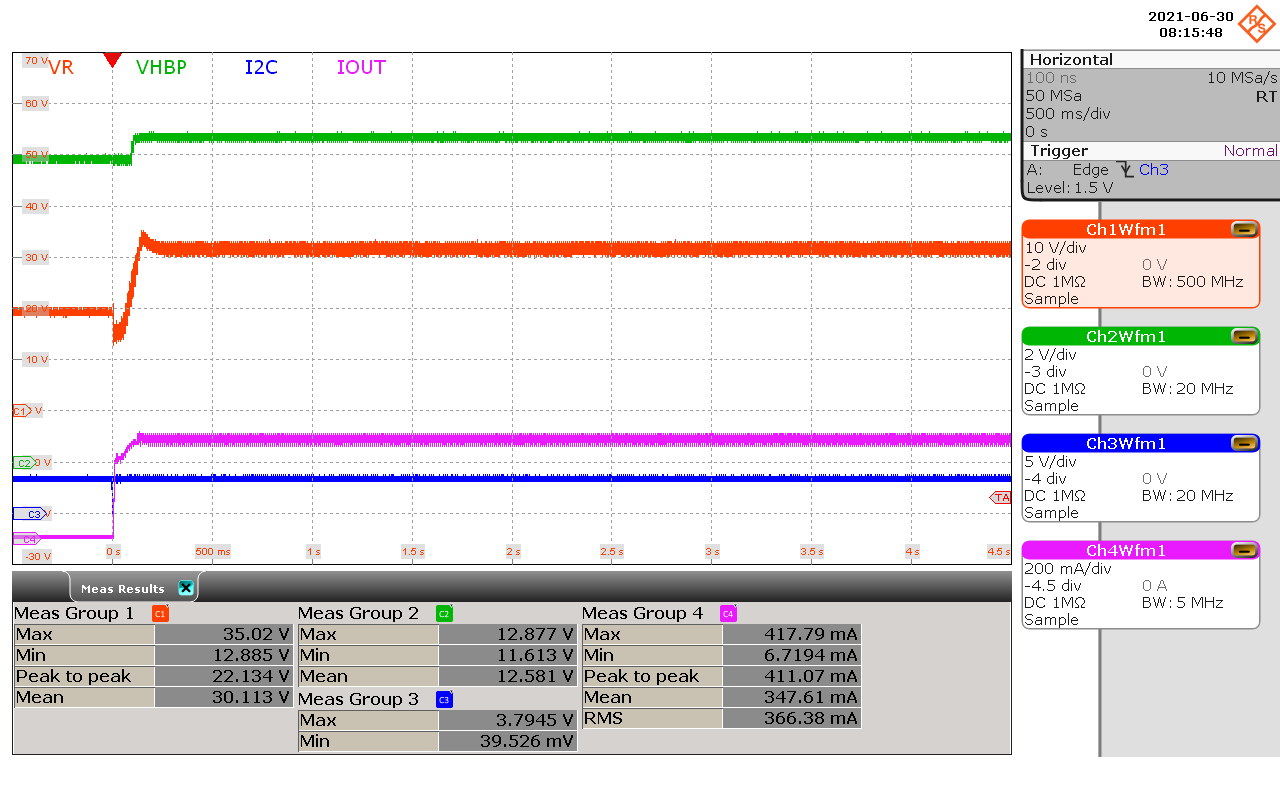 2021-06-30
08:15:48
R&S
VR VHBP I2C IOUT
70 V
60 V
50 V
40 V
30 V
20 V
10 V
C1 0 V
C2 0 V
C3 V
C4
-30 V
TA
0 s 500 ms 1 s 1.5 s 2 s 2.5 s 3 s 3.5 s 4 s 4.5 s
Horizontal
100 ns 10 MSa/s
50 MSa RT
500 ms/div
0 s
Trigger Normal
A: Edge Ch3
Level: 1.5 V
Ch1Wfm1
10 V/div
-2 div 0 V
DC 1MΩ BW: 500 MHz
Sample
Ch2Wfm1
2 V/div
-3 div 0 V
DC 1MΩ BW: 20 MHz
Sample
Ch3Wfm1
5 V/div
-4 div 0 V
DC 1MΩ BW: 20 MHz
Sample
Ch4Wfm1
200 mA/div
-4.5 div 0 A
DC 1MΩ BW: 5 MHz
Sample
Meas Results
Meas Group 1 C1
Max 35.02 V
Min 12.885 V
Peak to peak 22.134 V
Mean 30.113 V
Meas Group 2 C2
Max 12.877 V
Min 11.613 V
Mean 12.581 V
Meas Group 3 C3
Max 3.7945 V
Min 39.526 mV
Meas Group 4 C4
Max 417.79 mA
Min 6.7194 mA
Peak to peak 411.07 mA
Mean 347.61 mA
RMS 366.38 mA